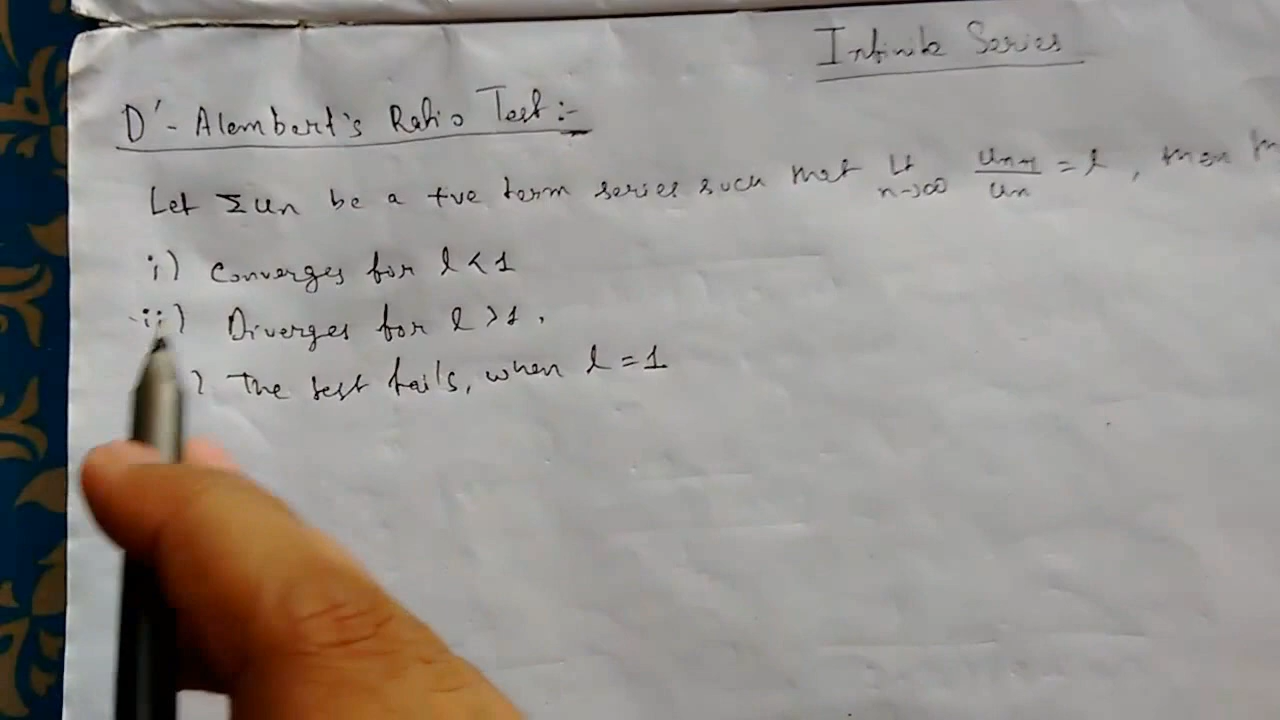 Infinite Series
D'-Alembert's Ratio Test:-
Let Σun be a +ve term series such that Lt n→∞ un+1/un = l, then
i) Converges for l < 1
ii) Diverges for l > 1.
) The test fails, when l = 1